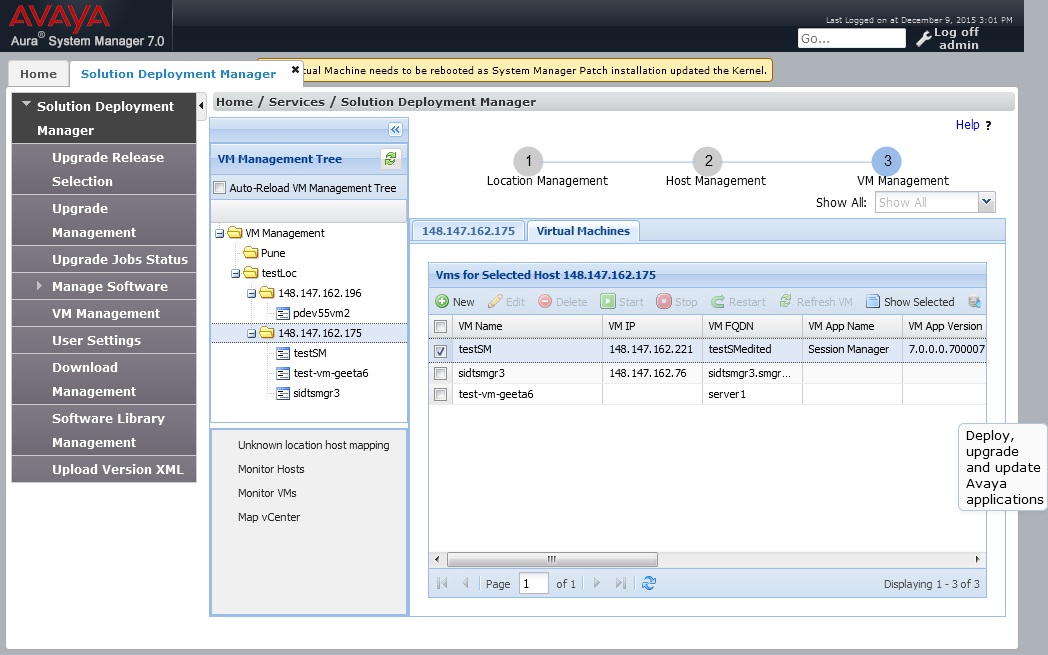 AVAYA
Aura® System Manager 7.0
Last Logged on at December 9, 2015 3:01 PM
Go...
Log off
admin
Home
Solution Deployment Manager
tual Machine needs to be rebooted as System Manager Patch installation updated the Kernel.
Solution Deployment
Manager
Upgrade Release
Selection
Upgrade
Management
Upgrade Jobs Status
Manage Software
VM Management
User Settings
Download
Management
Software Library
Management
Upload Version XML
Home / Services / Solution Deployment Manager
Help ?
VM Management Tree
Auto-Reload VM Management Tree
VM Management
Pune
testLoc
148.147.162.196
pdev55vm2
148.147.162.175
testSM
test-vm-geeta6
sidtsmgr3
Unknown location host mapping
Monitor Hosts
Monitor VMs
Map vCenter
1 2 3
Location Management Host Management VM Management
Show All: Show All
148.147.162.175 Virtual Machines
Vms for Selected Host 148.147.162.175
New Edit Delete Start Stop Restart Refresh VM Show Selected
VM Name VM IP VM FQDN VM App Name VM App Version
testSM 148.147.162.221 testSMedited Session Manager 7.0.0.0.700007
sidtsmgr3 148.147.162.76 sidtsmgr3.smgr...
test-vm-geeta6 server1
Page 1 of 1 Displaying 1 - 3 of 3
Deploy,
upgrade
and update
Avaya
applications